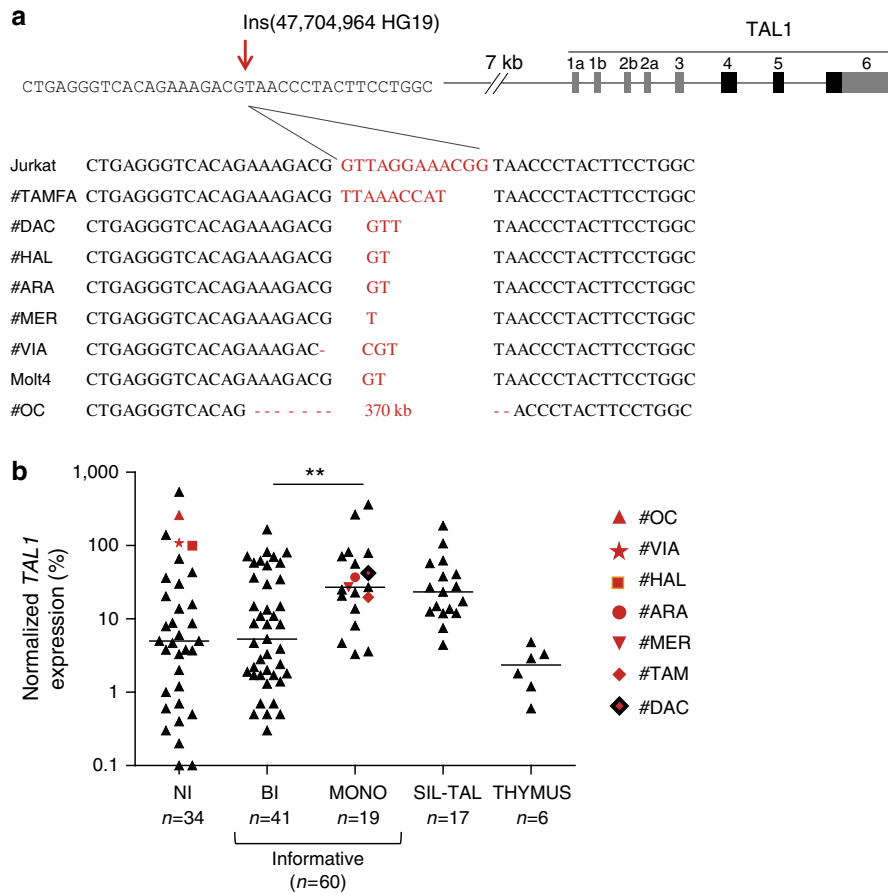 a
Ins(47,704,964 HG19)
TAL1
7 kb
1a 1b 2b 2a 3 4 5 6
CTGAGGGTCACAGAAAGACGTAACCCTACTTCCTGGC
Jurkat CTGAGGGTCACAGAAAGACG GTTAGGAAACGG TAACCCTACTTCCTGGC
#TAMFA CTGAGGGTCACAGAAAGACG TTAAACCAT TAACCCTACTTCCTGGC
#DAC CTGAGGGTCACAGAAAGACG GTT TAACCCTACTTCCTGGC
#HAL CTGAGGGTCACAGAAAGACG GT TAACCCTACTTCCTGGC
#ARA CTGAGGGTCACAGAAAGACG GT TAACCCTACTTCCTGGC
#MER CTGAGGGTCACAGAAAGACG T TAACCCTACTTCCTGGC
#VIA CTGAGGGTCACAGAAAGAC- CGT TAACCCTACTTCCTGGC
Molt4 CTGAGGGTCACAGAAAGACG GT TAACCCTACTTCCTGGC
#OC CTGAGGGTCACAG - - - - - - - 370 kb - - ACCCTACTTCCTGGC
b
Normalized TAL1
expression (%)
1,000
100
10
1
0.1
**
NI BI MONO SIL-TAL THYMUS
n=34 n=41 n=19 n=17 n=6
Informative
(n=60)
#OC
#VIA
#HAL
#ARA
#MER
#TAM
#DAC